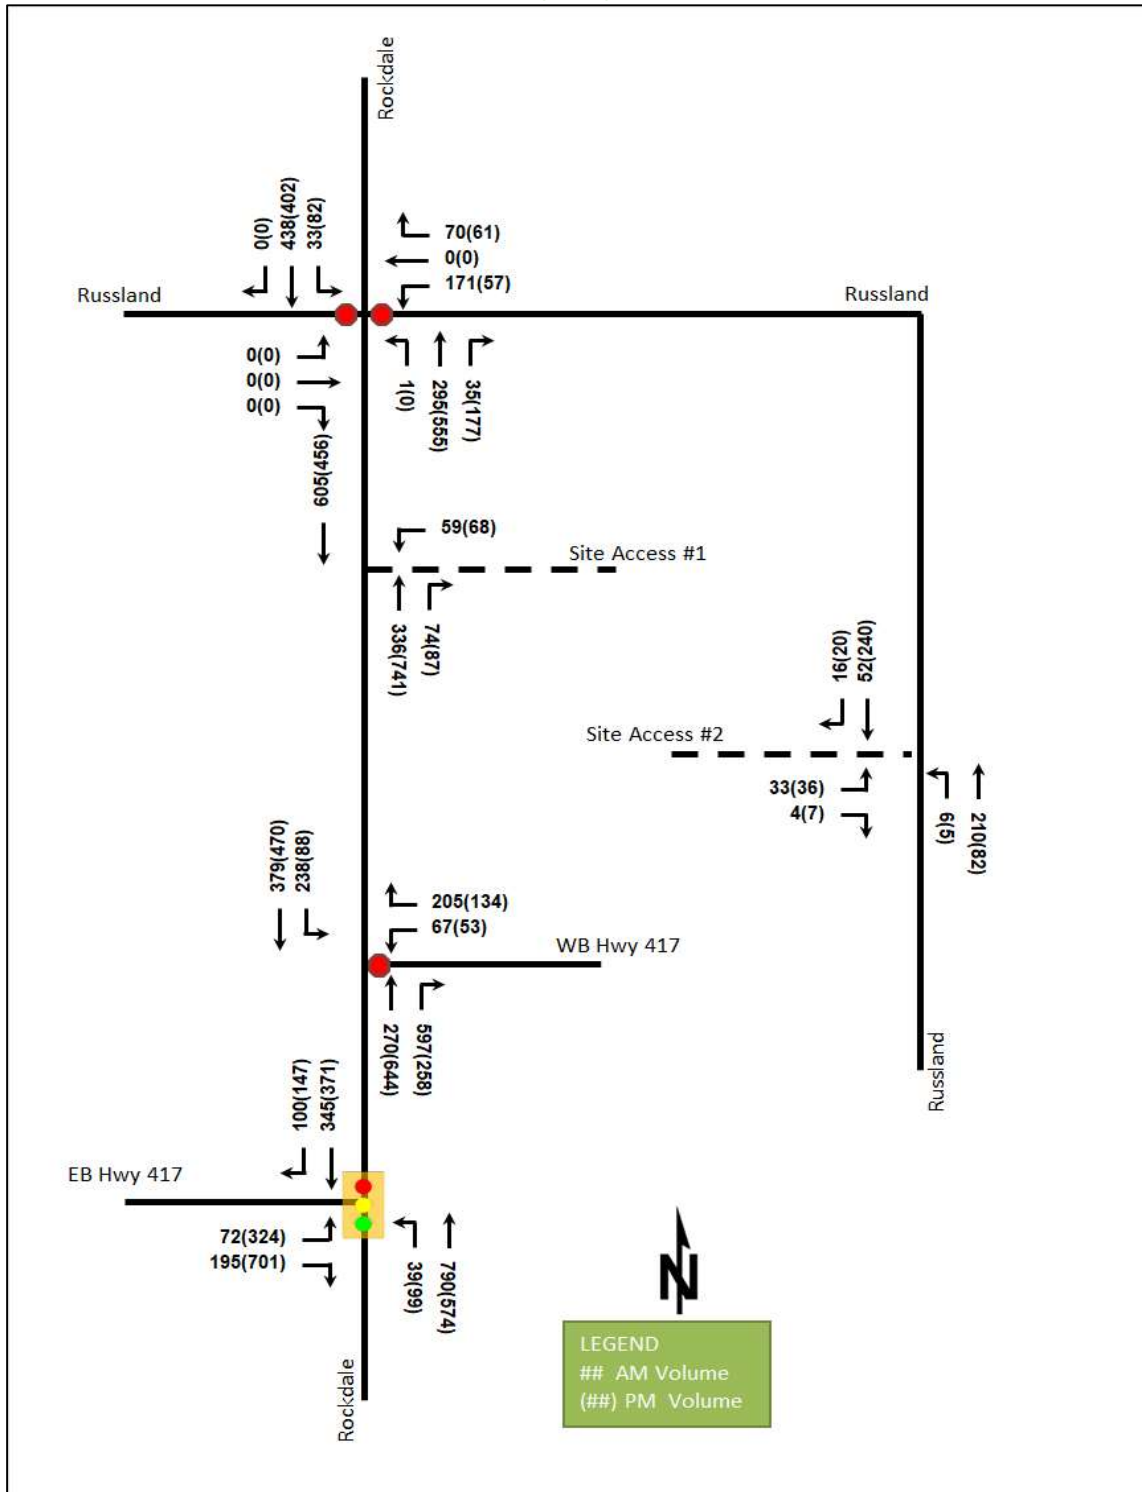 Rockdale
0(0)
438(402)
33(82)
70(61)
0(0)
171(57)
Russland
Russland
0(0)
0(0)
0(0)
1(0)
295(555)
35(177)
605(456)
59(68)
Site Access #1
336(741)
74(87)
16(20)
52(240)
Site Access #2
33(36)
4(7)
6(5)
210(82)
379(470)
238(88)
205(134)
67(53)
WB Hwy 417
270(644)
597(258)
Russland
100(147)
345(371)
EB Hwy 417
72(324)
195(701)
39(99)
790(574)
N
Rockdale
LEGEND
## AM Volume
(##) PM Volume